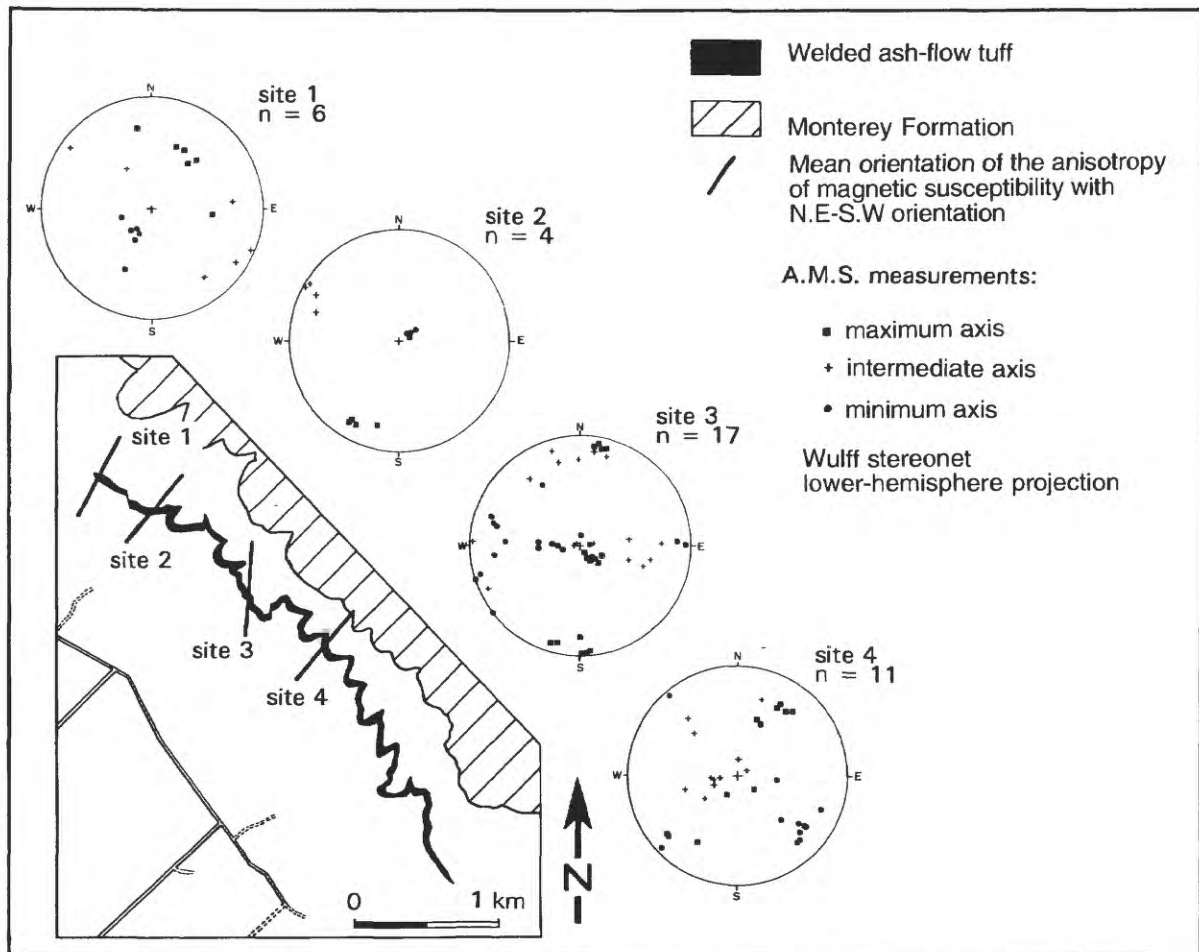 site 1
n = 6
N
W
E
S
site 2
n = 4
N
W
E
S
site 3
n = 17
N
W
E
S
site 4
n = 11
N
W
E
S
Welded ash-flow tuff
Monterey Formation
Mean orientation of the anisotropy
of magnetic susceptibility with
N.E-S.W orientation
A.M.S. measurements:
maximum axis
intermediate axis
minimum axis
Wulff stereonet
lower-hemisphere projection
site 1
site 2
site 3
site 4
0 1 km
N